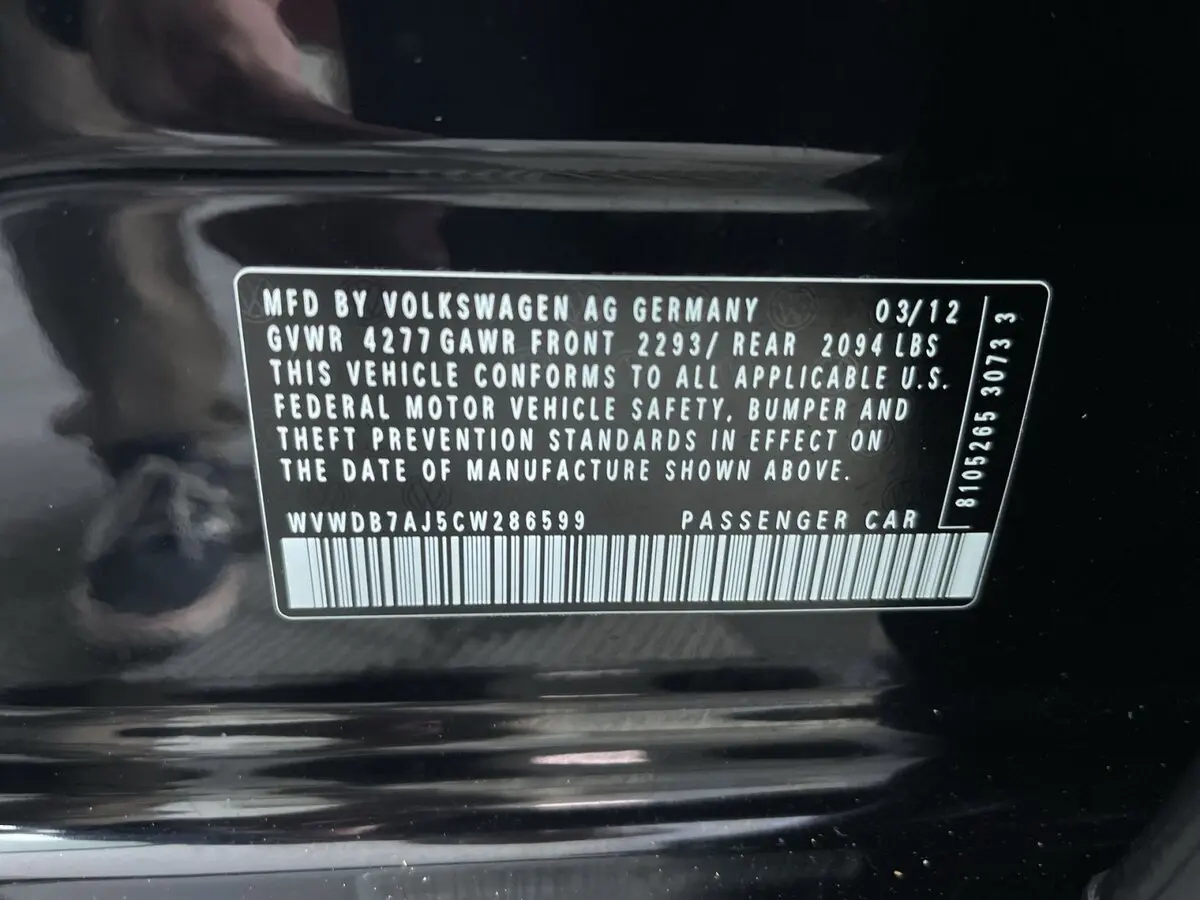 MFD BY VOLKSWAGEN AG GERMANY 03/12
GVWR 4277 GAWR FRONT 2293/ REAR 2094 LBS
THIS VEHICLE CONFORMS TO ALL APPLICABLE U.S.
FEDERAL MOTOR VEHICLE SAFETY, BUMPER AND
THEFT PREVENTION STANDARDS IN EFFECT ON
THE DATE OF MANUFACTURE SHOWN ABOVE.
WVWDB7AJ5CW286599 PASSENGER CAR
8105265 3073 3